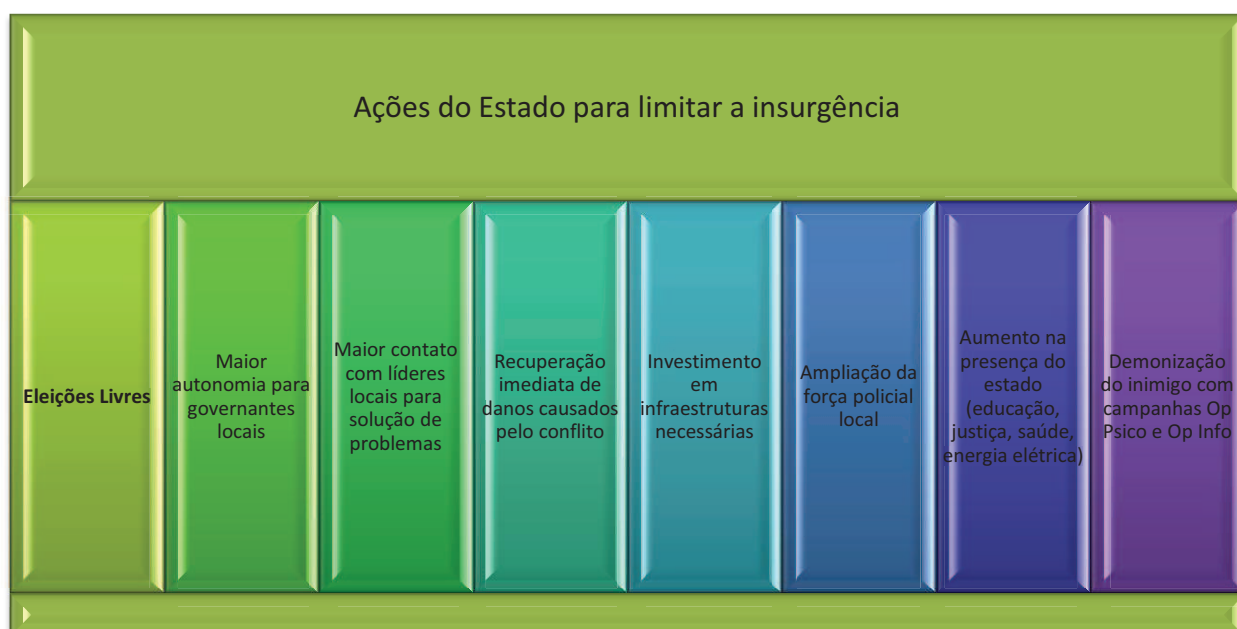 Ações do Estado para limitar a insurgência
Eleições Livres
Maior
autonomia para
governantes
locais
Maior contato
com líderes
locais para
solução de
problemas
Recuperação
imediata de
danos causados
pelo conflito
Investimento
em
infraestruturas
necessárias
Ampliação da
força policial
local
Aumento na
presença do
estado
(educação,
justiça, saúde,
energia elétrica)
Demonização
do inimigo com
campanhas Op
Psico e Op Info